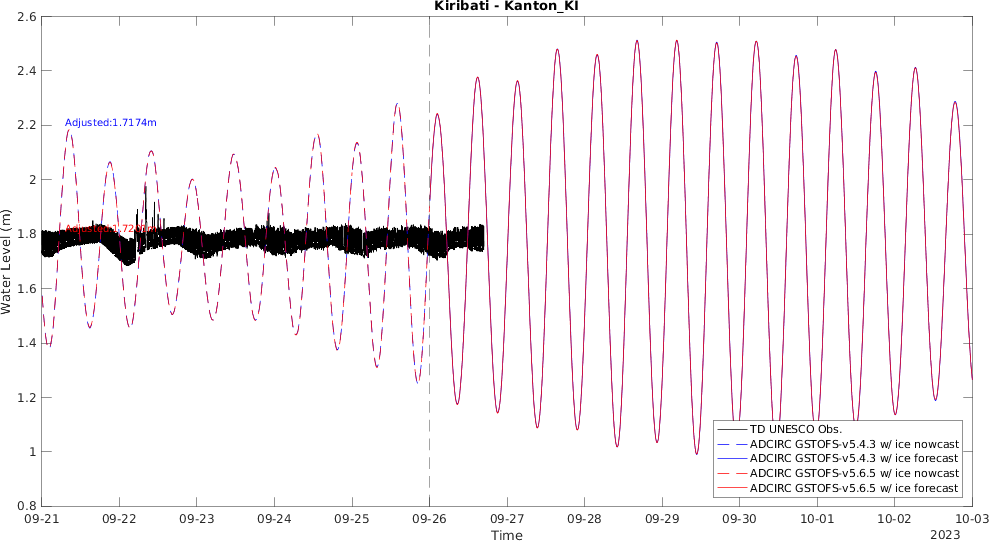 Kiribati - Kanton_KI
2.6
2.4
2.2
2
1.8
1.6
1.4
1.2
1
0.8
Water Level (m)
Adjusted:1.7174m
TD UNESCO Obs.
ADCIRC GSTOFS-v5.4.3 w/ ice nowcast
ADCIRC GSTOFS-v5.4.3 w/ ice forecast
ADCIRC GSTOFS-v5.6.5 w/ ice nowcast
ADCIRC GSTOFS-v5.6.5 w/ ice forecast
09-21 09-22 09-23 09-24 09-25 09-26 09-27 09-28 09-29 09-30 10-01 10-02 10-03
Time
2023